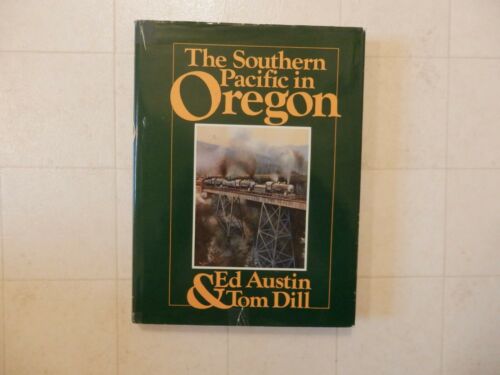 The Southern
Pacific in
Oregon
Ed Austin
& Tom Dill